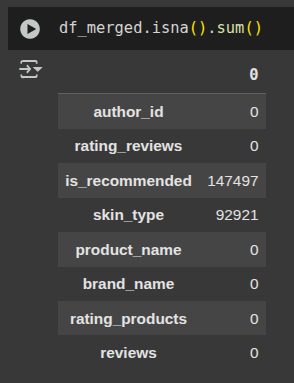 df_merged.isna().sum()
0
author_id 0
rating_reviews 0
is_recommended 147497
skin_type 92921
product_name 0
brand_name 0
rating_products 0
reviews 0